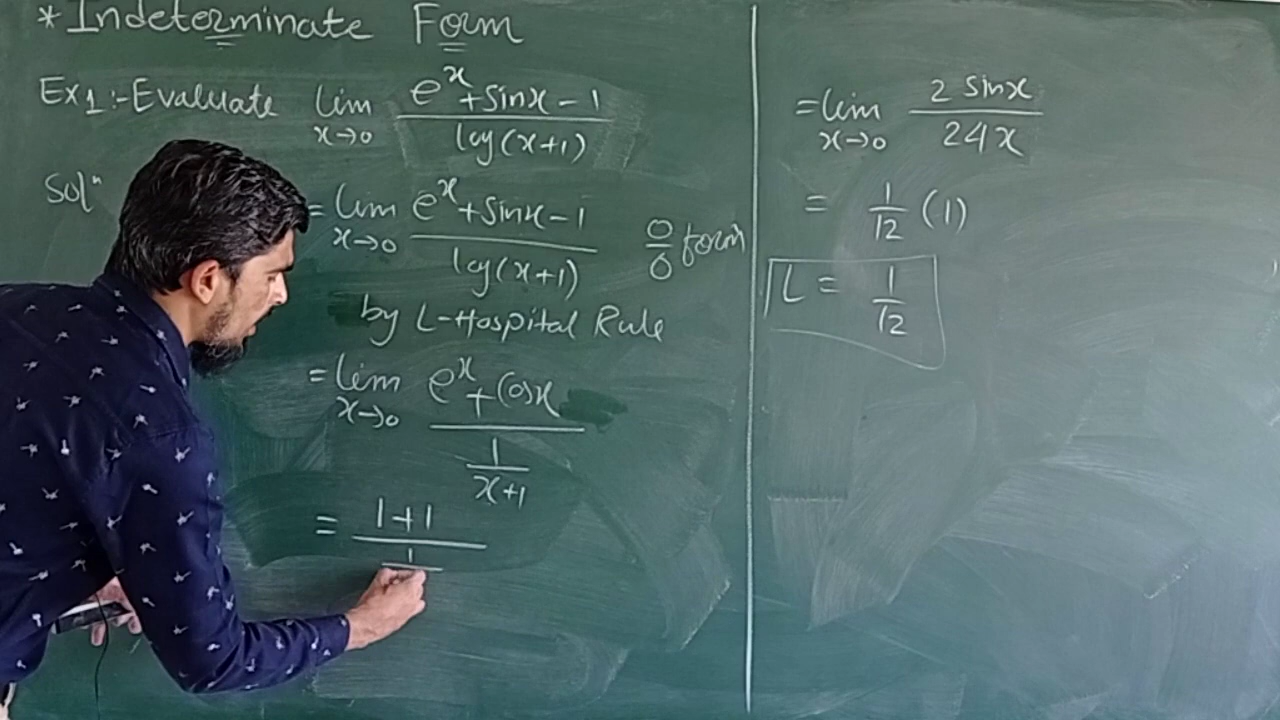 * Indeterminate Form
Ex1:- Evaluate lim x→0 (e^x + sinx - 1) / (log(x+1))
Solⁿ = lim x→0 (e^x + sinx - 1) / (log(x+1)) 0/0 form
by L-Hospital Rule
= lim x→0 (e^x + cosx) / (1/(x+1))
= (1+1) / (1/
= lim x→0 (2 sinx) / (24x)
= 1/12 (1)
L = 1/12